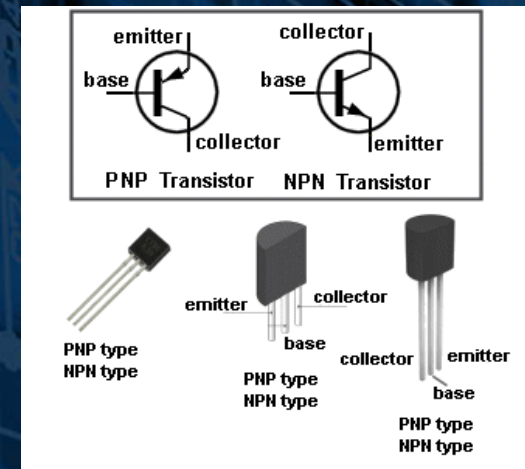 emitter
collector
base
base
collector
emitter
PNP Transistor
NPN Transistor
PNP type
NPN type
emitter
collector
base
PNP type
NPN type
collector
emitter
base
PNP type
NPN type